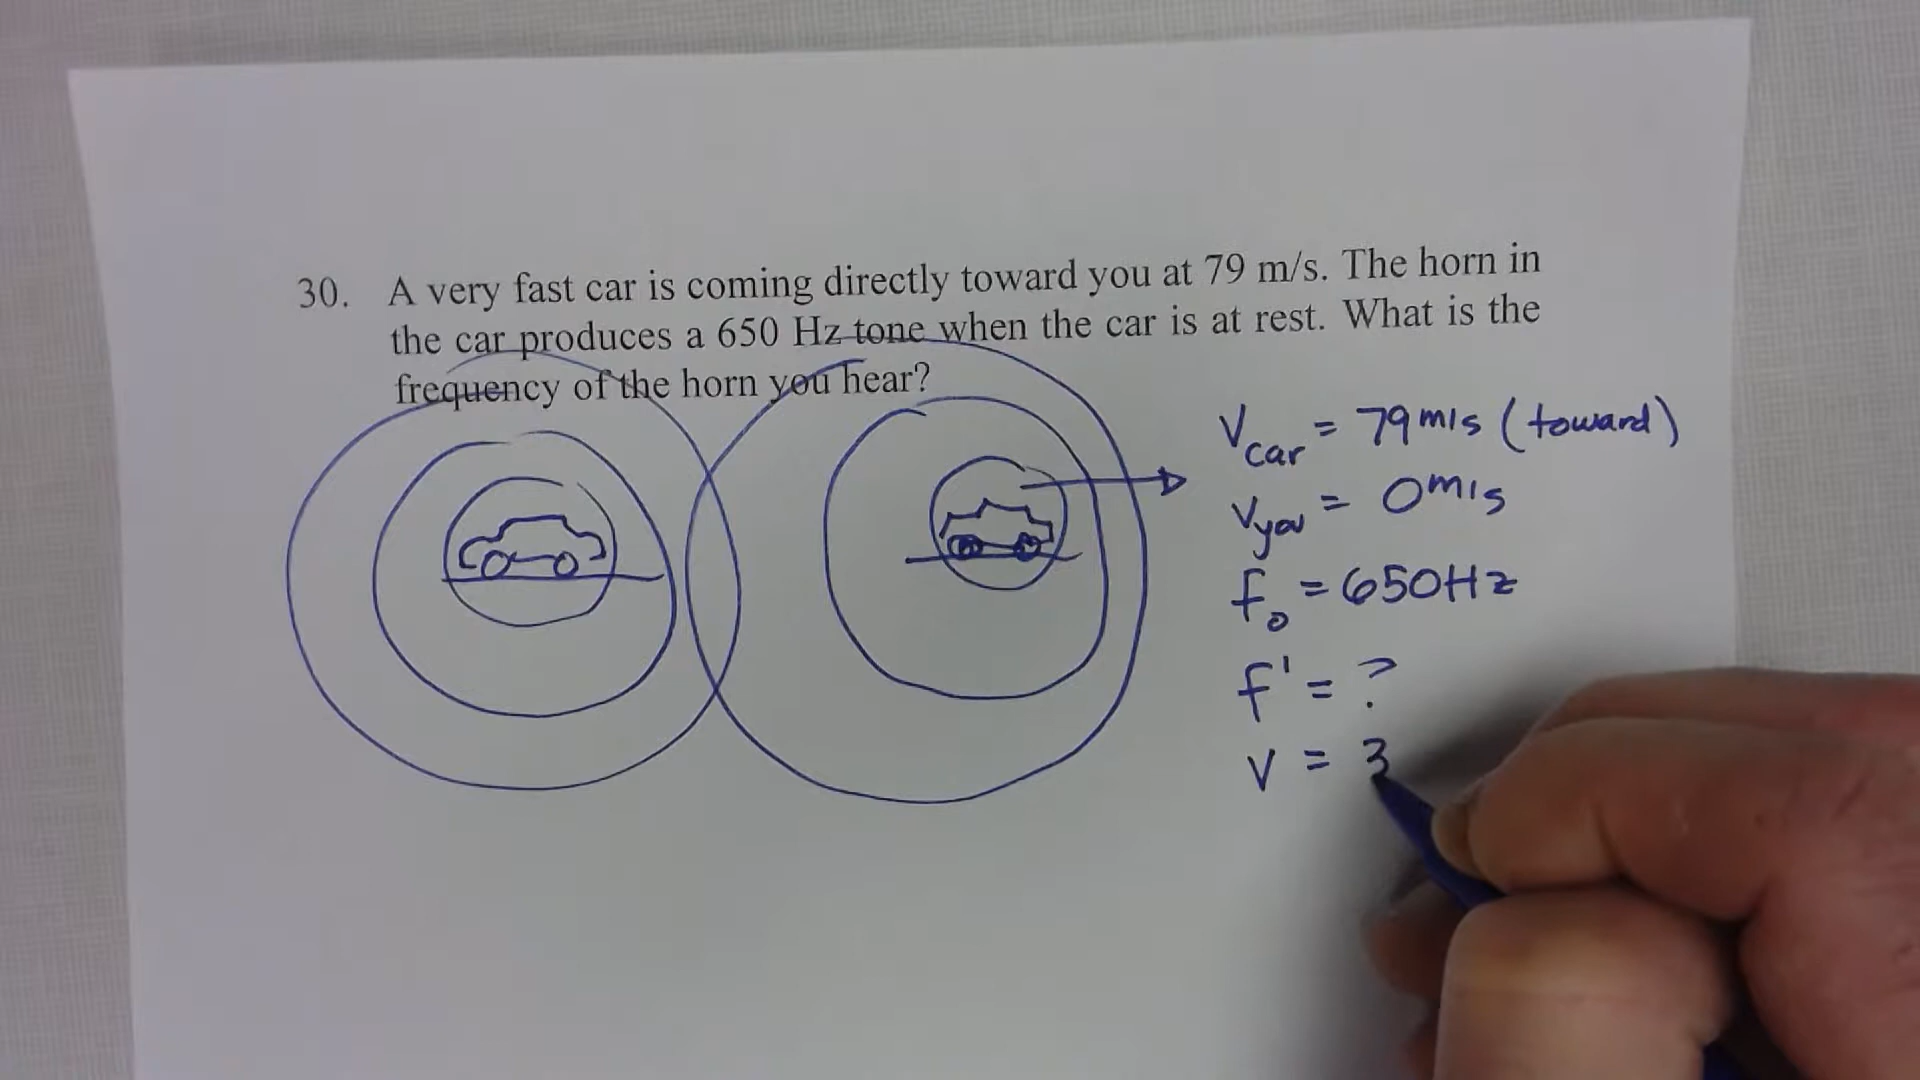 30. A very fast car is coming directly toward you at 79 m/s. The horn in
the car produces a 650 Hz tone when the car is at rest. What is the
frequency of the horn you hear?
Vcar = 79 m/s (toward)
Vyou = 0 m/s
fo = 650Hz
f' = ?
V = 3